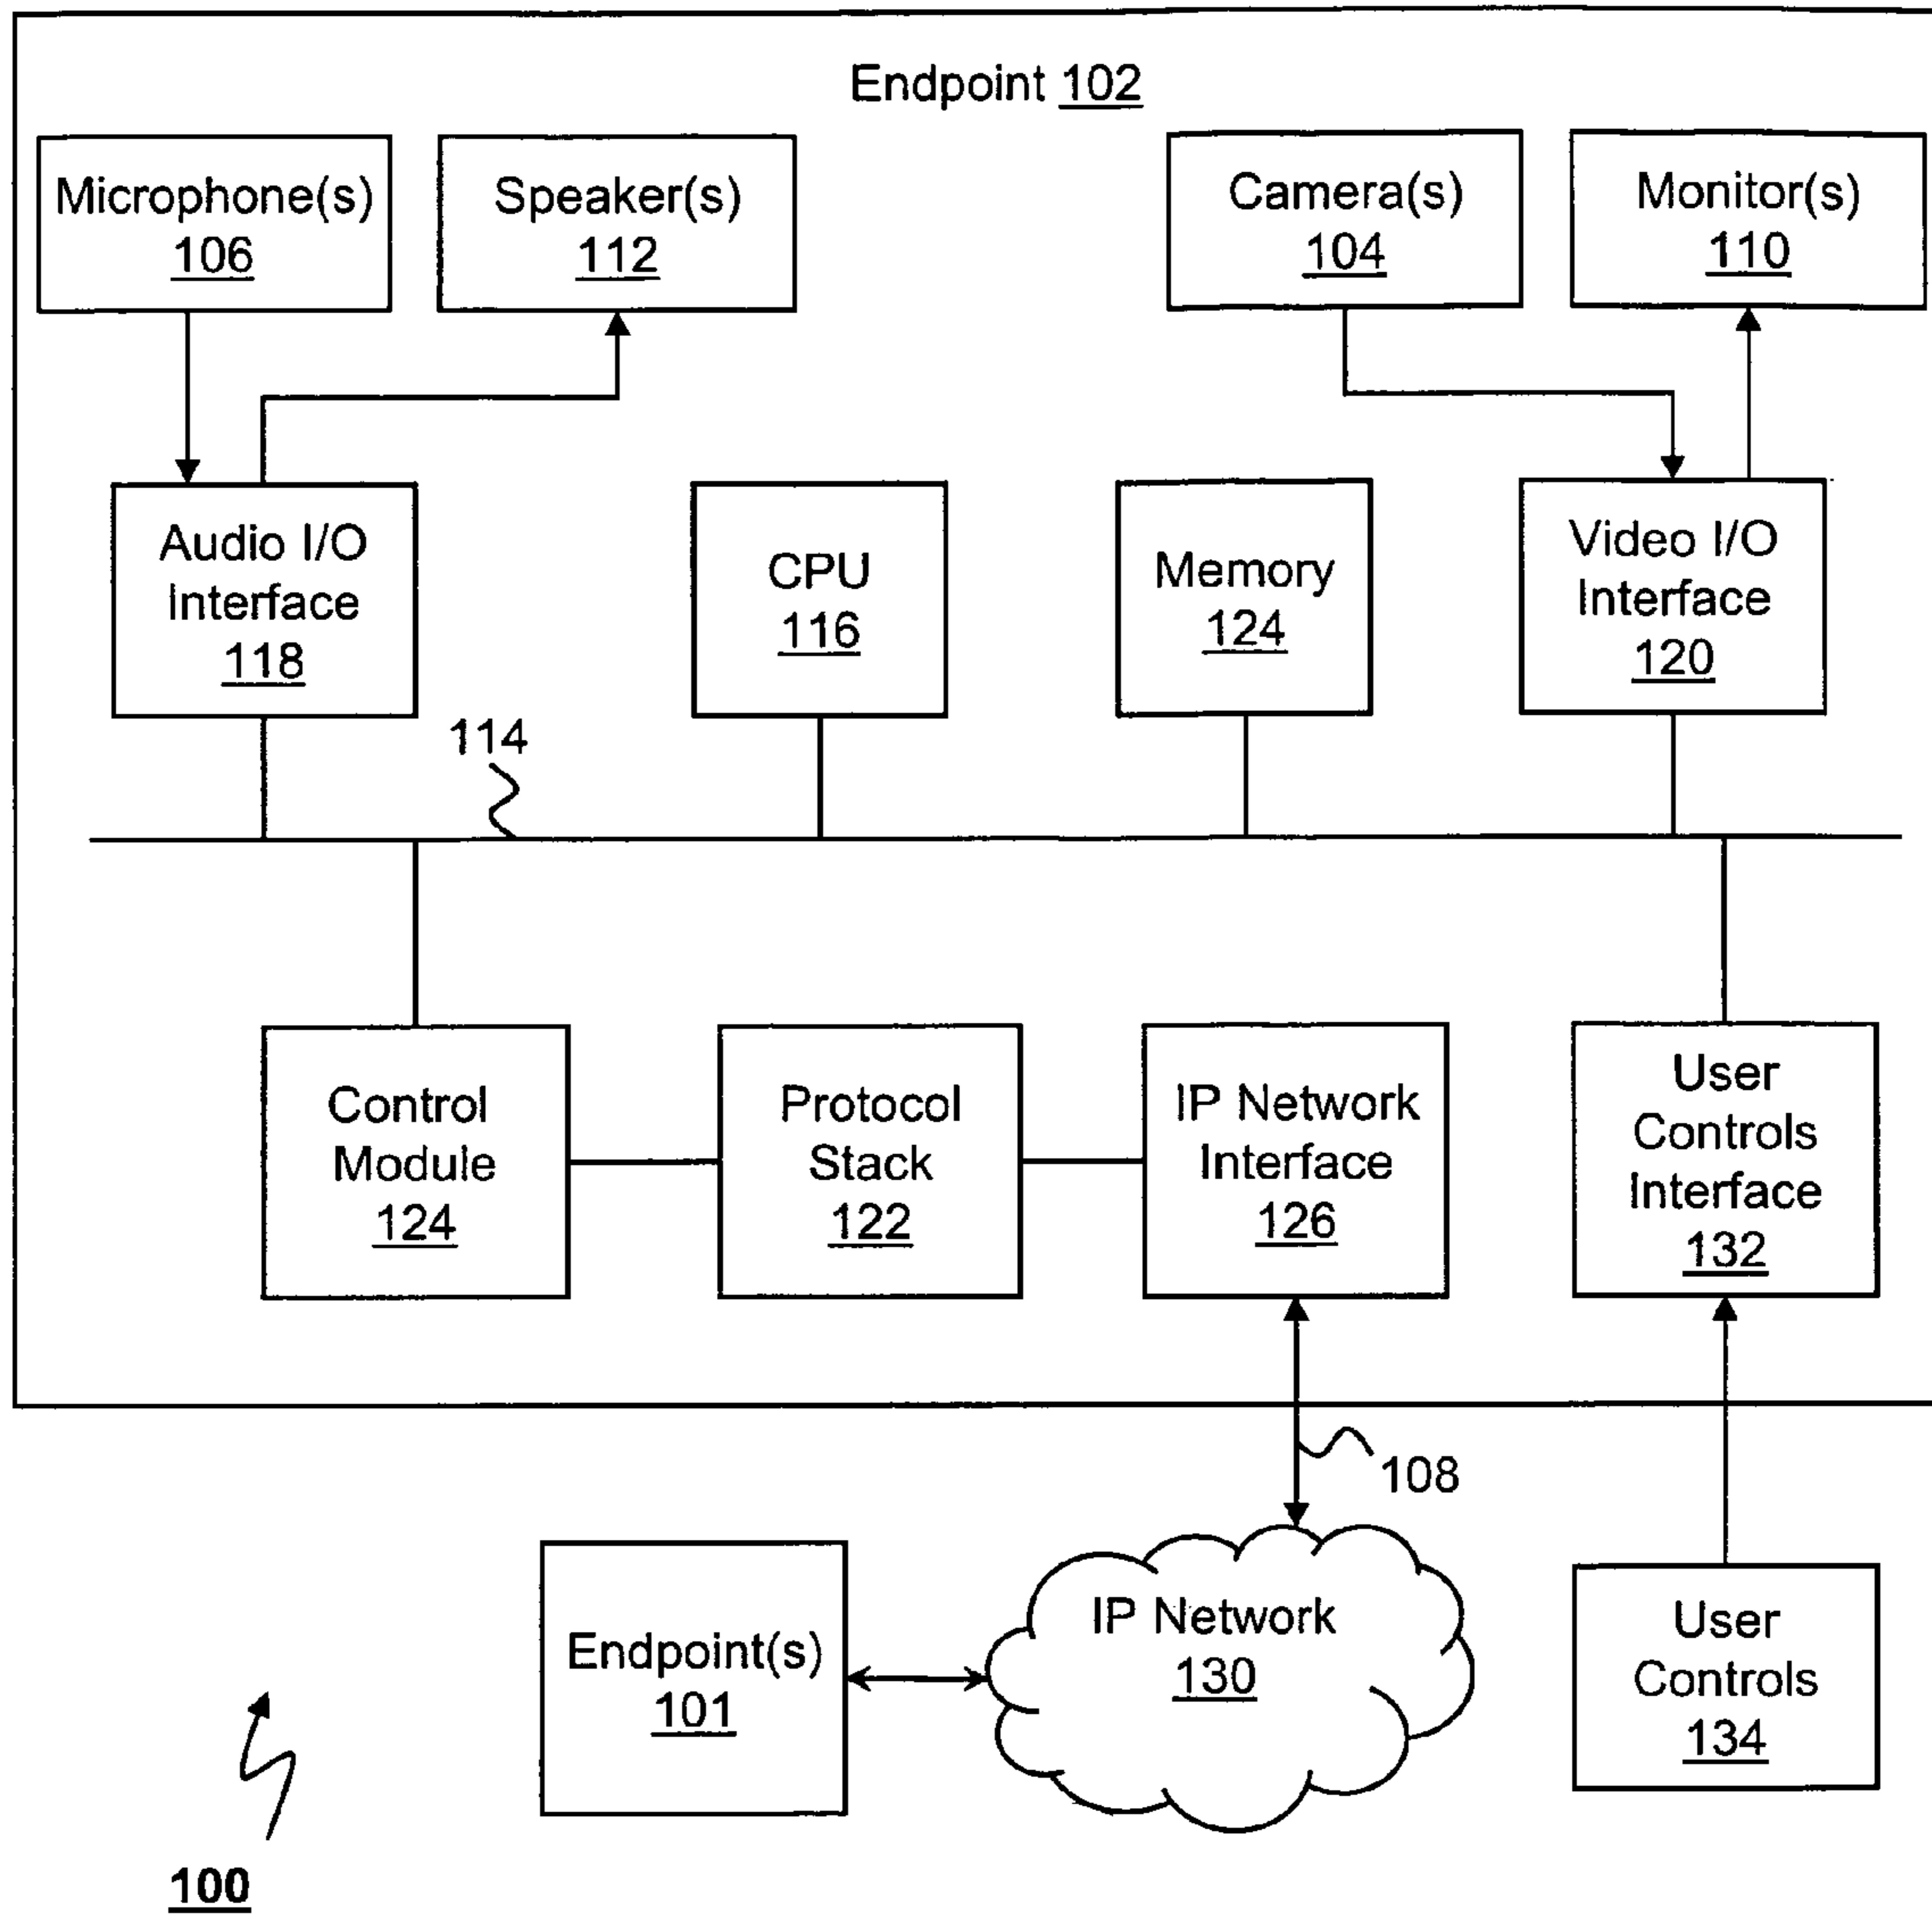 Endpoint 102
Microphone(s)
106
Speaker(s)
112
Camera(s)
104
Monitor(s)
110
Audio I/O
Interface
118
CPU
116
Memory
124
Video I/O
Interface
120
114
Control
Module
124
Protocol
Stack
122
IP Network
Interface
126
User
Controls
Interface
132
108
Endpoint(s)
101
IP Network
130
User
Controls
134
100